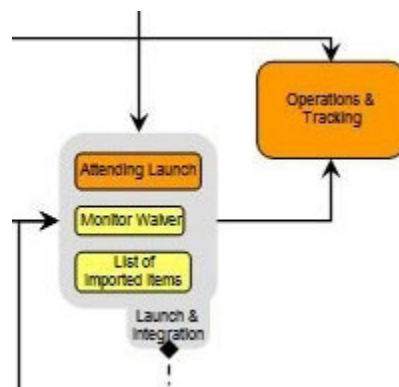 Operations &
Tracking
Attending Launch
Monitor Waiver
List of
Imported Items
Launch &
Integration